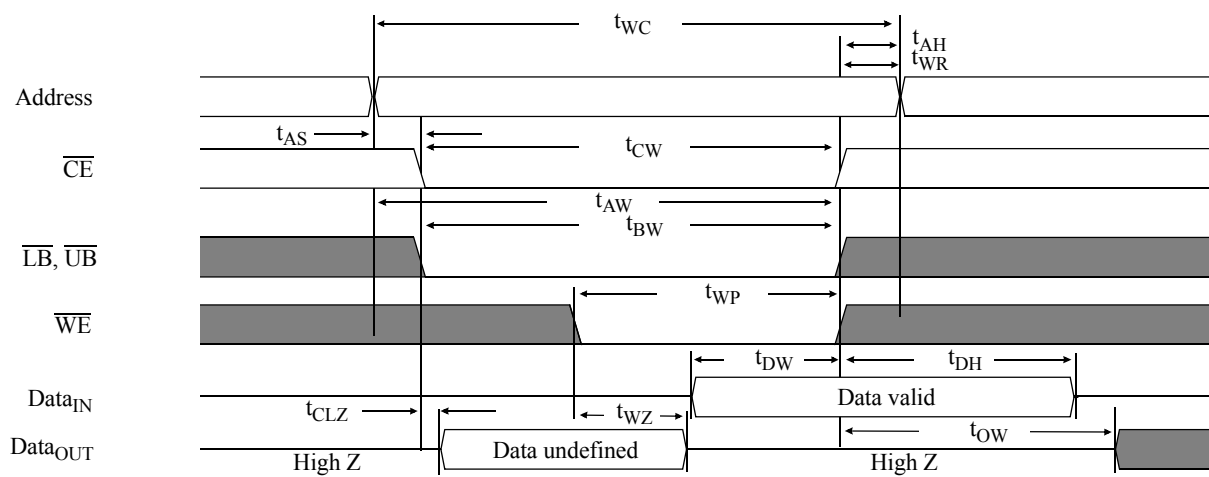 tWC
tAH
tWR
Address
tAS
tCW
CE
tAW
tBW
LB, UB
tWP
WE
tDW
tDH
DataIN
Data valid
tCLZ
tWZ
tOW
DataOUT
High Z
Data undefined
High Z